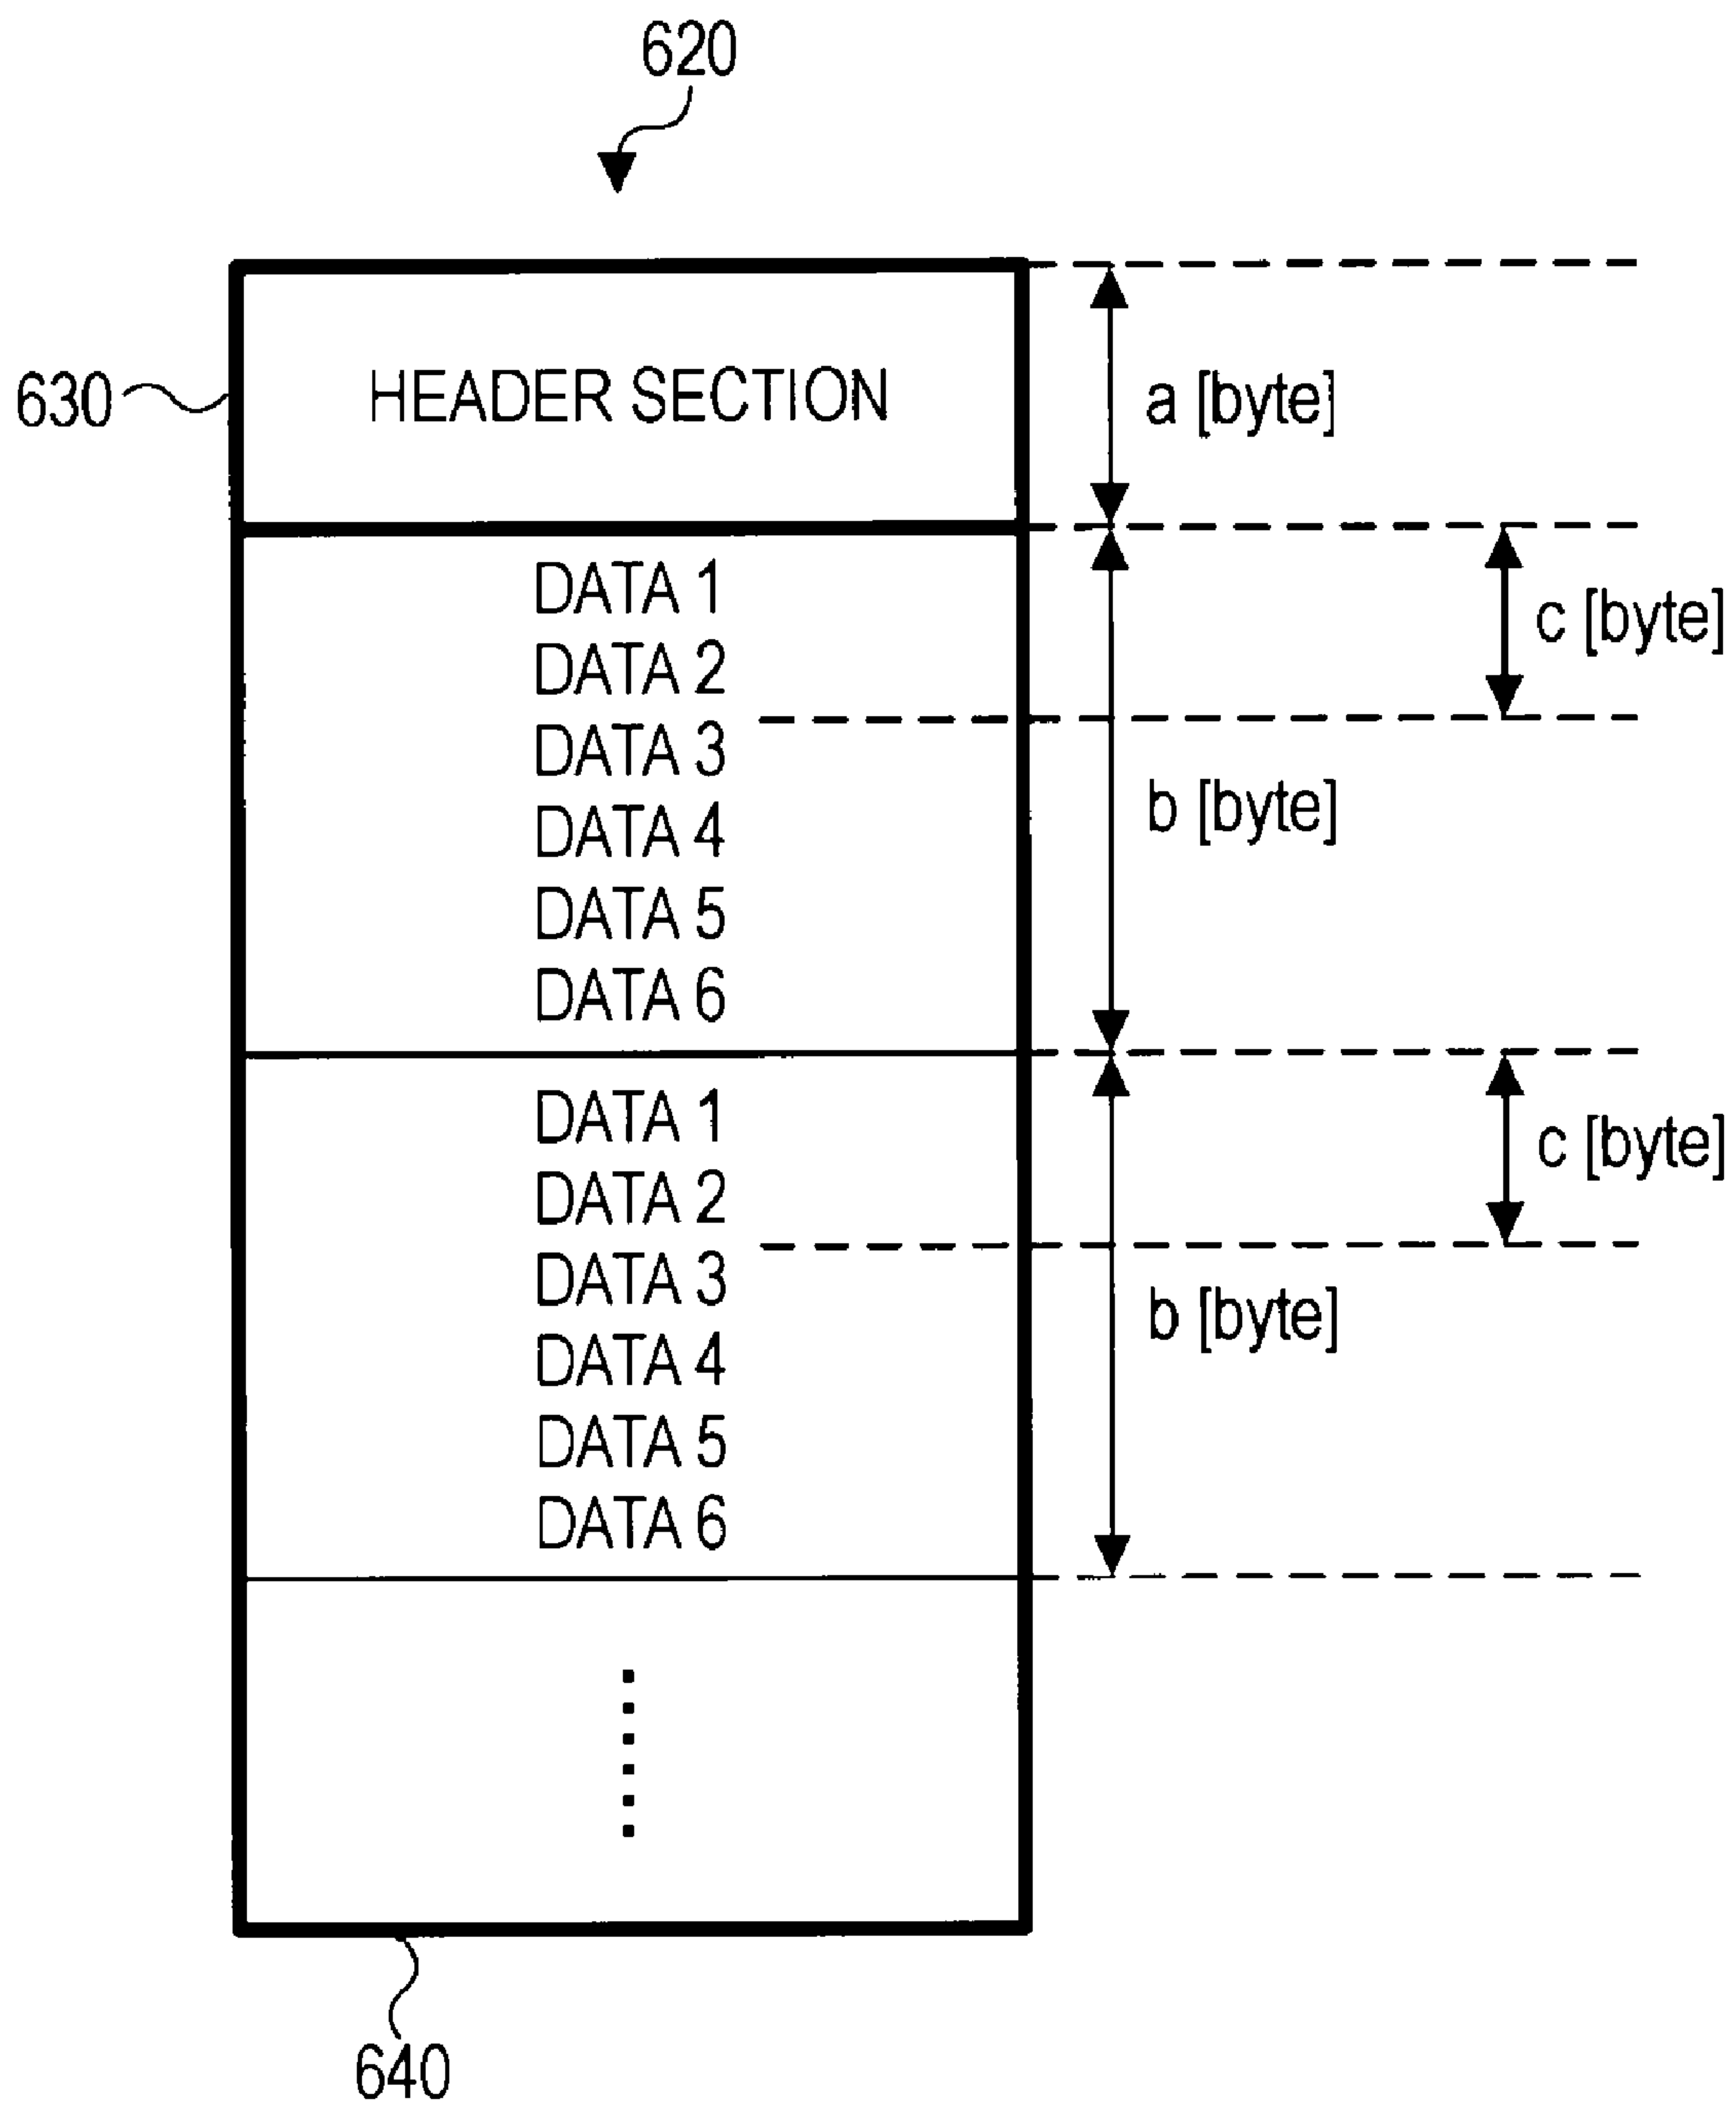 620
630
HEADER SECTION
a [byte]
DATA 1
DATA 2
DATA 3
DATA 4
DATA 5
DATA 6
c [byte]
b [byte]
DATA 1
DATA 2
DATA 3
DATA 4
DATA 5
DATA 6
c [byte]
b [byte]
640